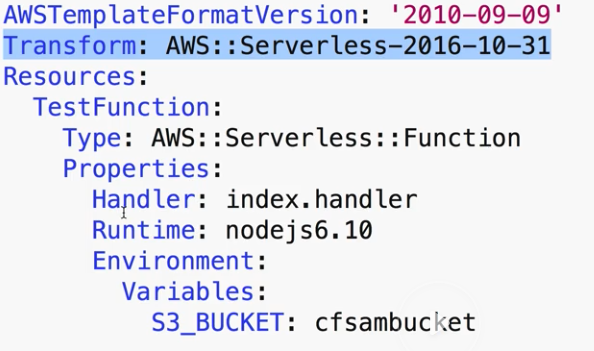 AWSTemplateFormatVersion: '2010-09-09'
Transform: AWS::Serverless-2016-10-31
Resources:
  TestFunction:
    Type: AWS::Serverless::Function
    Properties:
      Handler: index.handler
      Runtime: nodejs6.10
      Environment:
        Variables:
          S3_BUCKET: cfsambucket